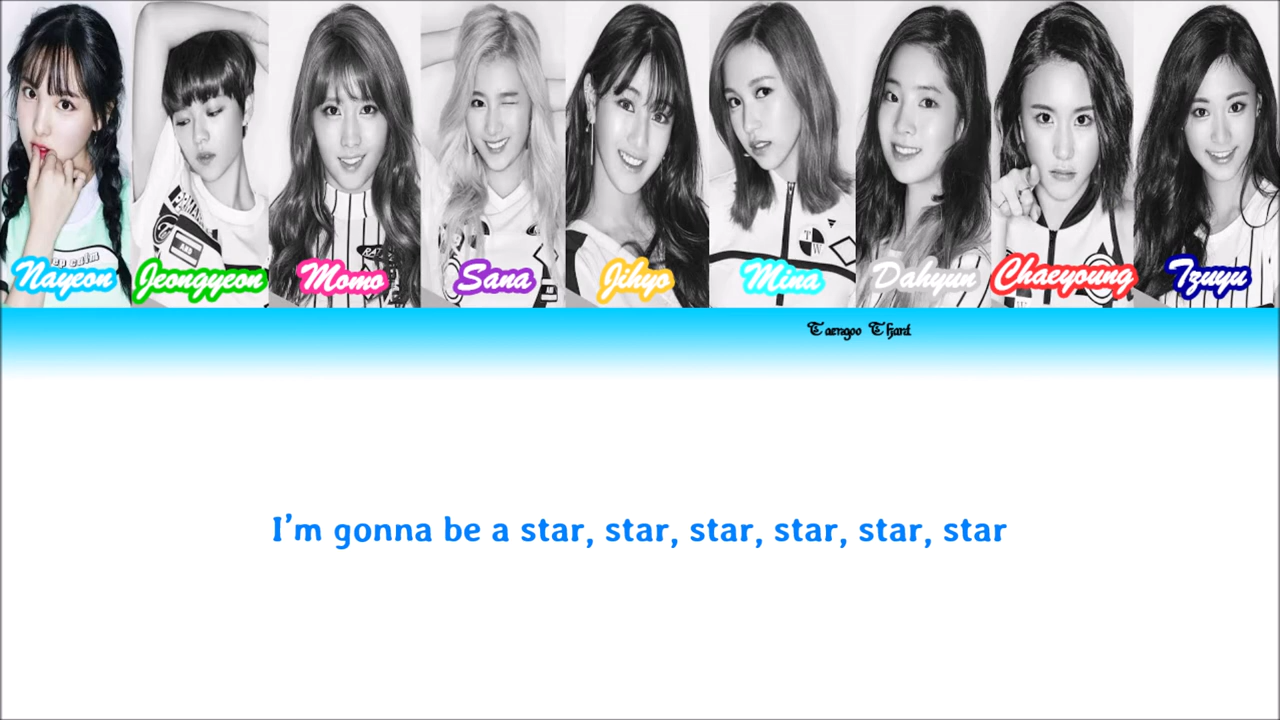 Nayeon Jeongyeon Momo Sana Jihyo Mina Dahyun Chaeyoung Tzuyu
I'm gonna be a star, star, star, star, star, star